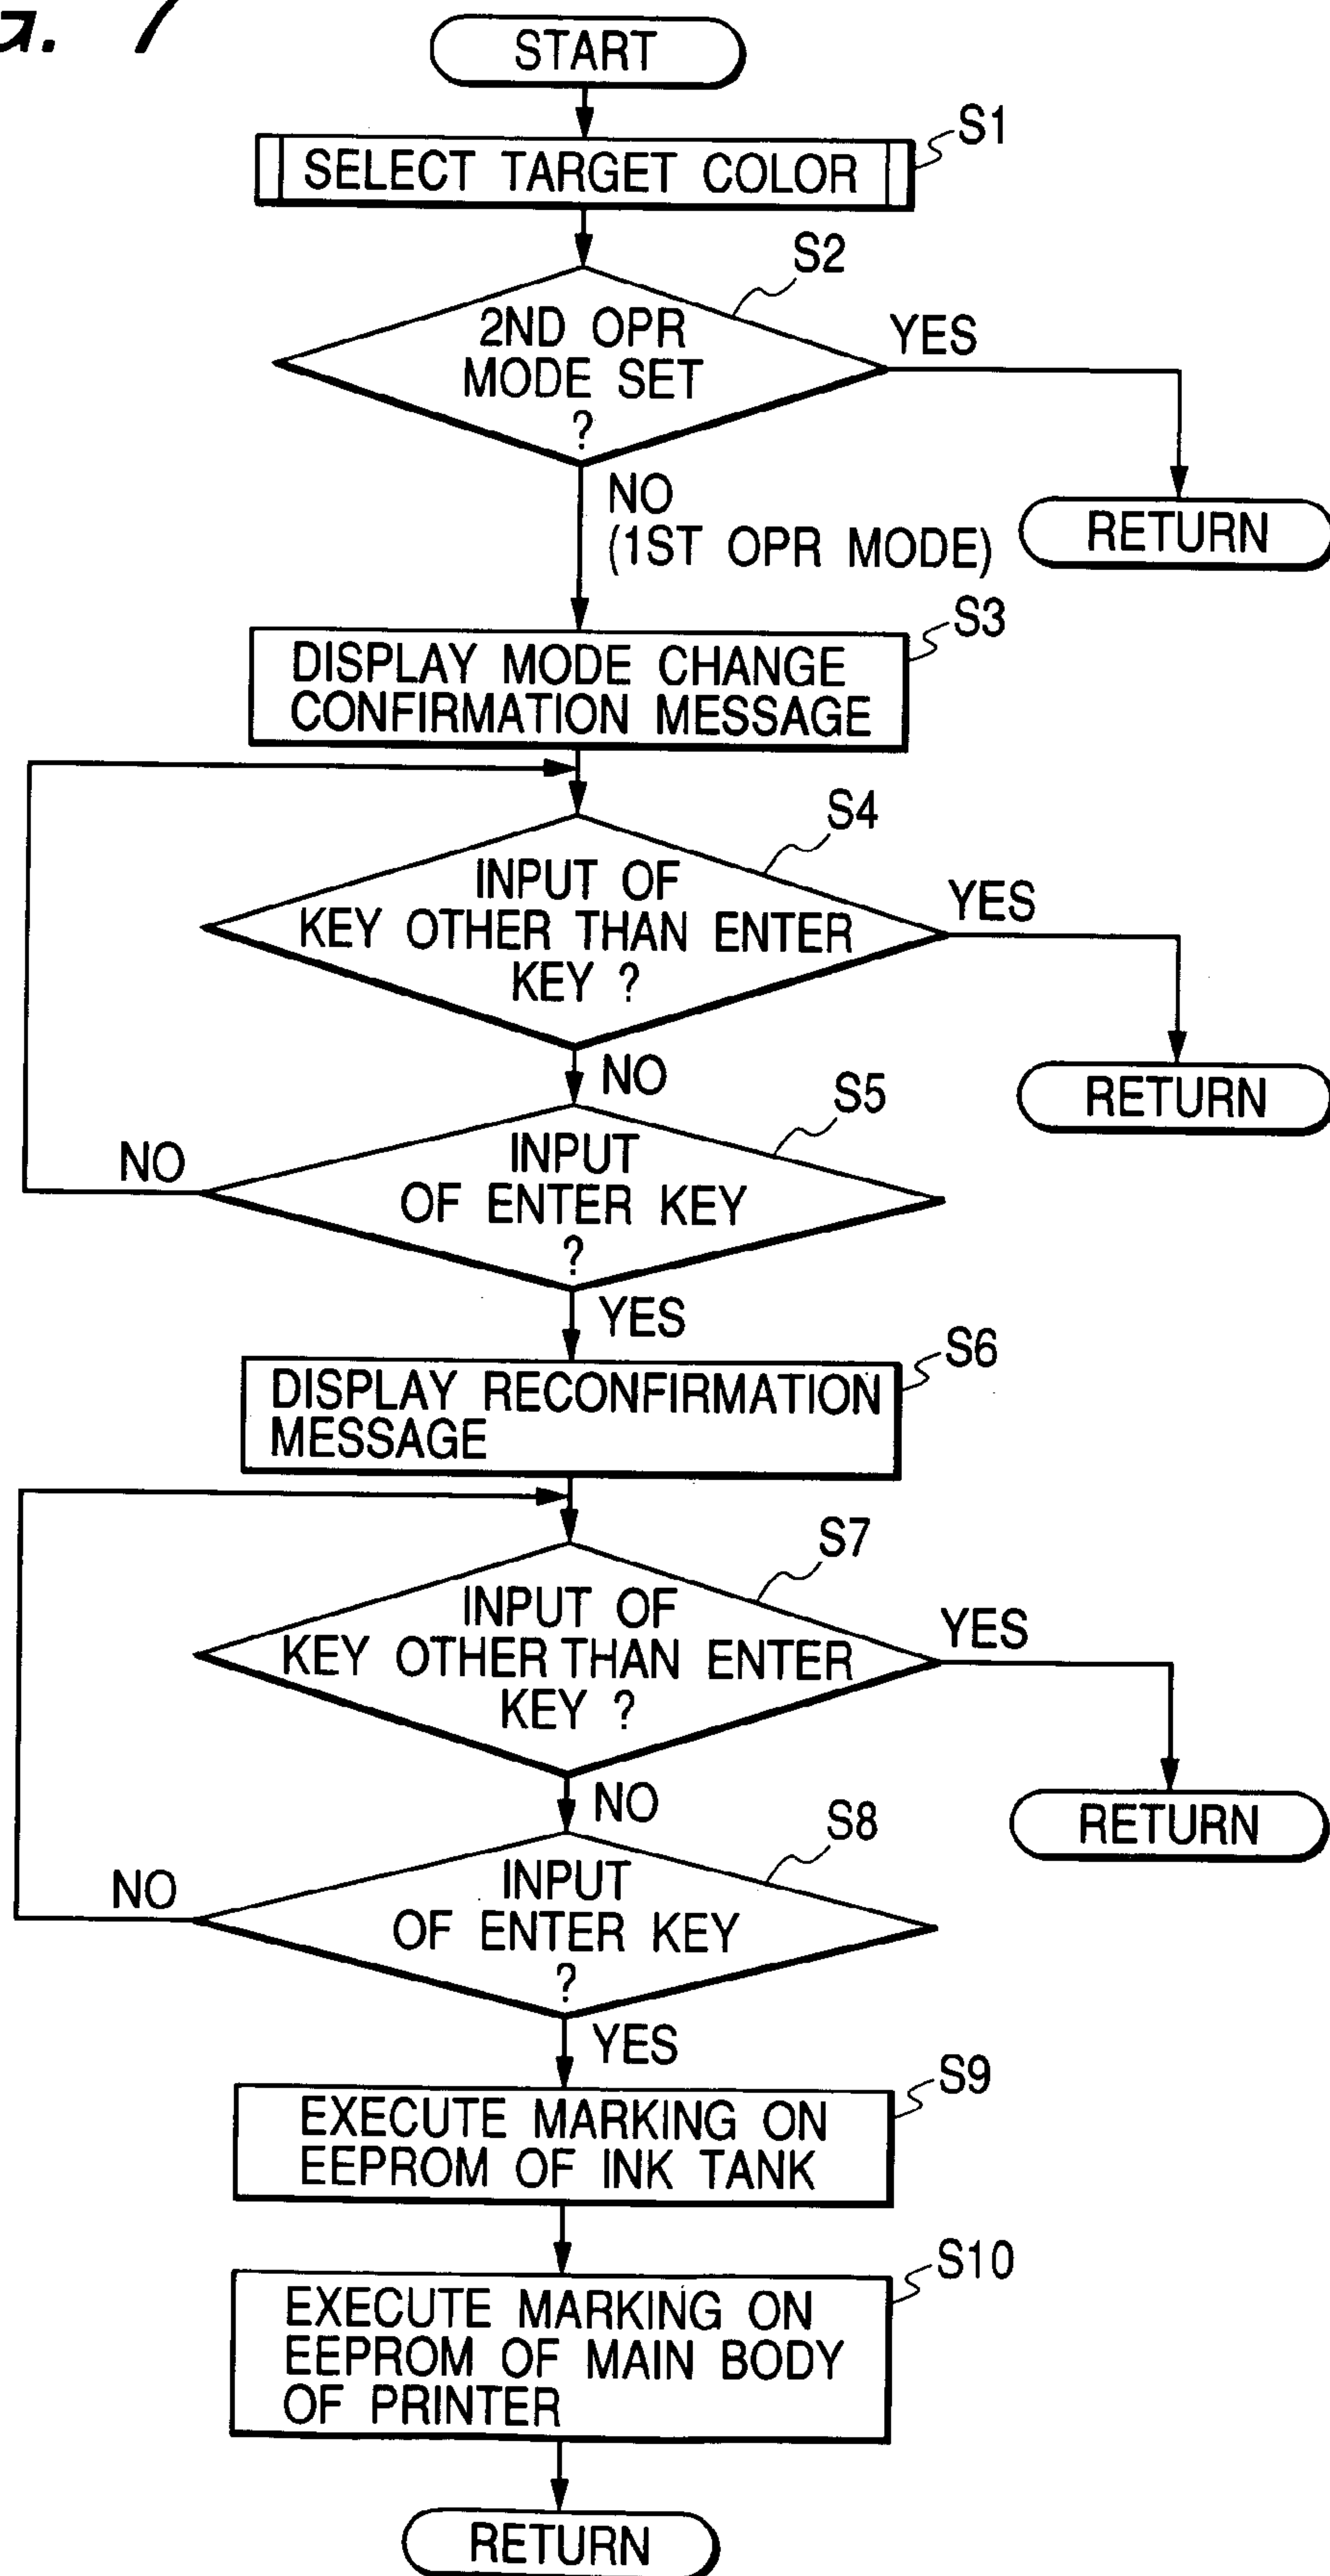 a. 7
START
S1
SELECT TARGET COLOR
S2
2ND OPR
MODE SET
?
YES
NO
(1ST OPR MODE)
RETURN
S3
DISPLAY MODE CHANGE
CONFIRMATION MESSAGE
S4
INPUT OF
KEY OTHER THAN ENTER
KEY ?
YES
NO
RETURN
S5
INPUT
OF ENTER KEY
?
NO
YES
S6
DISPLAY RECONFIRMATION
MESSAGE
S7
INPUT OF
KEY OTHER THAN ENTER
KEY ?
YES
NO
RETURN
S8
INPUT
OF ENTER KEY
?
NO
YES
S9
EXECUTE MARKING ON
EEPROM OF INK TANK
S10
EXECUTE MARKING ON
EEPROM OF MAIN BODY
OF PRINTER
RETURN